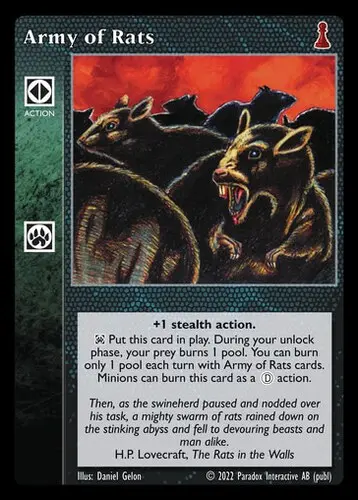 Army of Rats
ACTION
+1 stealth action.
Put this card in play. During your unlock
phase, your prey burns 1 pool. You can burn
only 1 pool each turn with Army of Rats cards.
Minions can burn this card as a Ⓓ action.
Then, as the swineherd paused and nodded over
his task, a mighty swarm of rats rained down on
the stinking abyss and fell to devouring beasts and
man alike.
H.P. Lovecraft, The Rats in the Walls
Illus: Daniel Gelon © 2022 Paradox Interactive AB (publ)